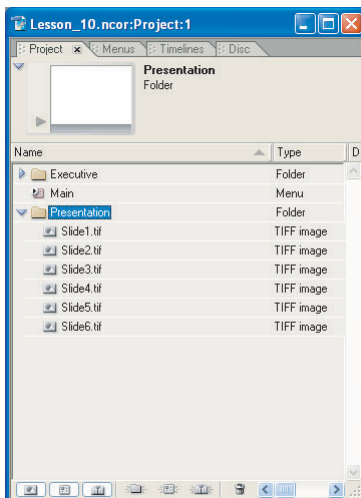 Lesson_10.ncor:Project:1
Project Menus Timelines Disc
Presentation
Folder
Name Type D
Executive Folder
Main Menu
Presentation Folder
Slide1.tif TIFF image
Slide2.tif TIFF image
Slide3.tif TIFF image
Slide4.tif TIFF image
Slide5.tif TIFF image
Slide6.tif TIFF image